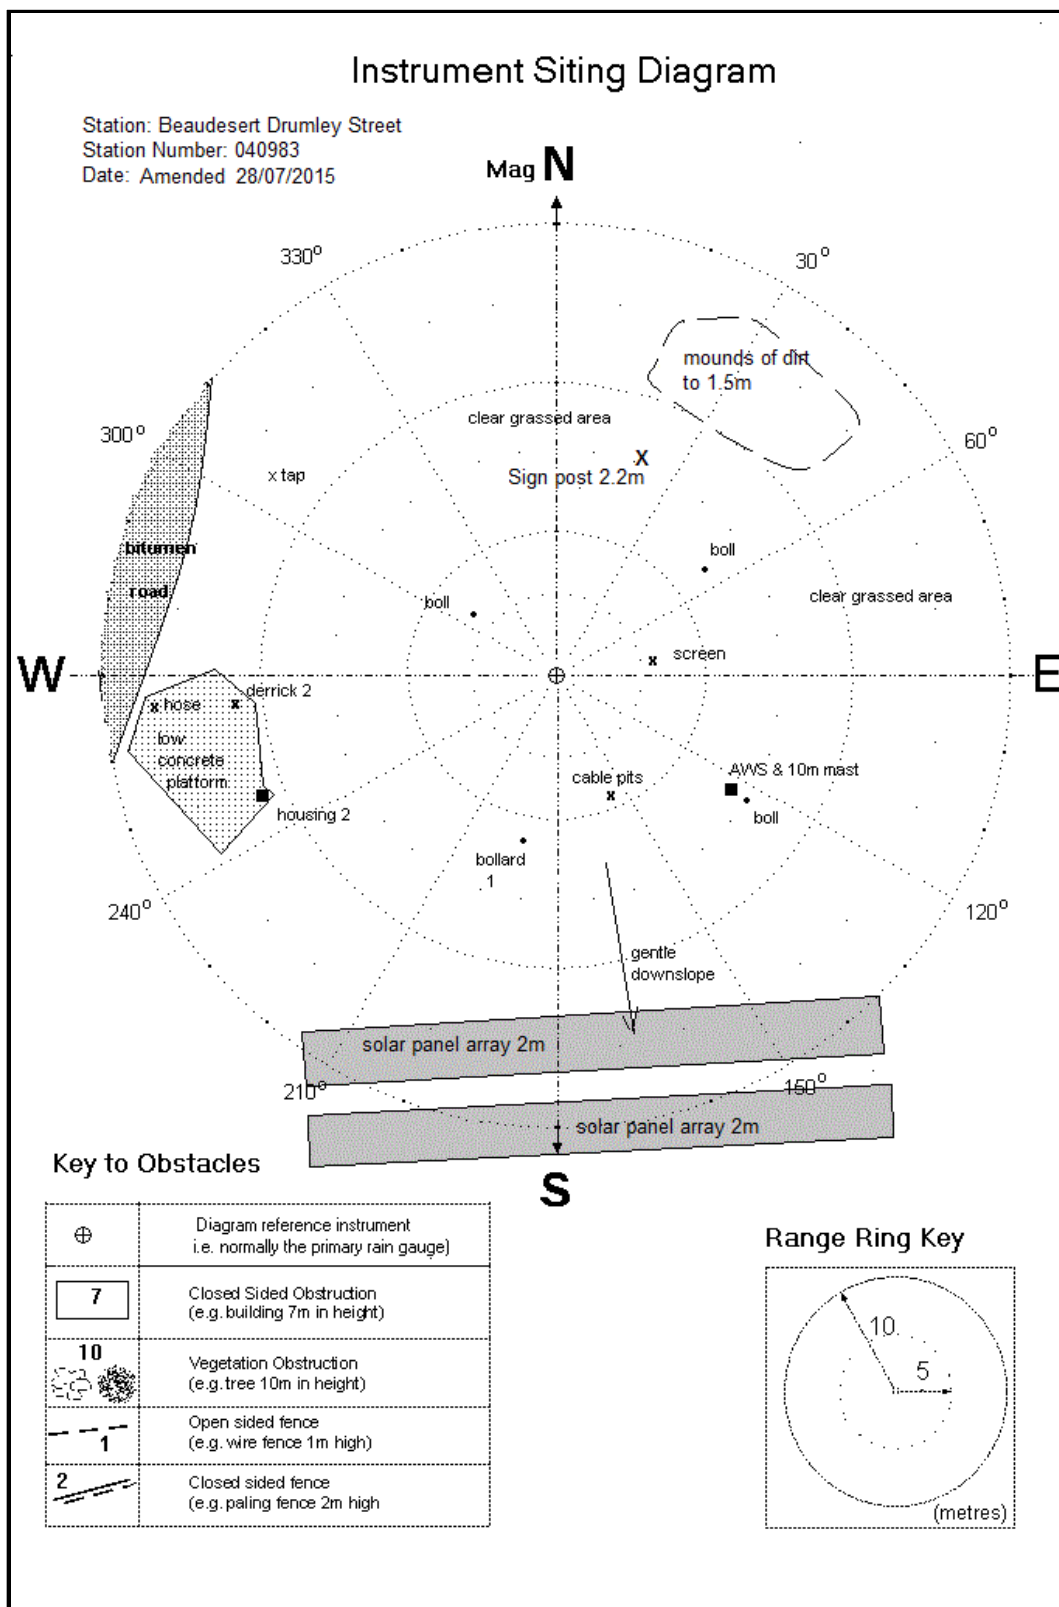 Instrument Siting Diagram
Station: Beaudesert Drumley Street
Station Number: 040983
Date: Amended 28/07/2015
Mag N
330°
30°
mounds of dirt
to 1.5m
clear grassed area
300°
60°
x tap
X
Sign post 2.2m
bitumen
road
boll
boll
clear grassed area
W
x screen
E
x hose
x derrick 2
low
concrete
platform
housing 2
cable pits
x
AWS & 10m mast
boll
bollard
1
240°
120°
gentle
downslope
solar panel array 2m
210°
150°
solar panel array 2m
S
Key to Obstacles
Diagram reference instrument
i.e. normally the primary rain gauge)
7
Closed Sided Obstruction
(e.g. building 7m in height)
10
Vegetation Obstruction
(e.g. tree 10m in height)
1
Open sided fence
(e.g. wire fence 1m high)
2
Closed sided fence
(e.g. paling fence 2m high
Range Ring Key
10
5
(metres)